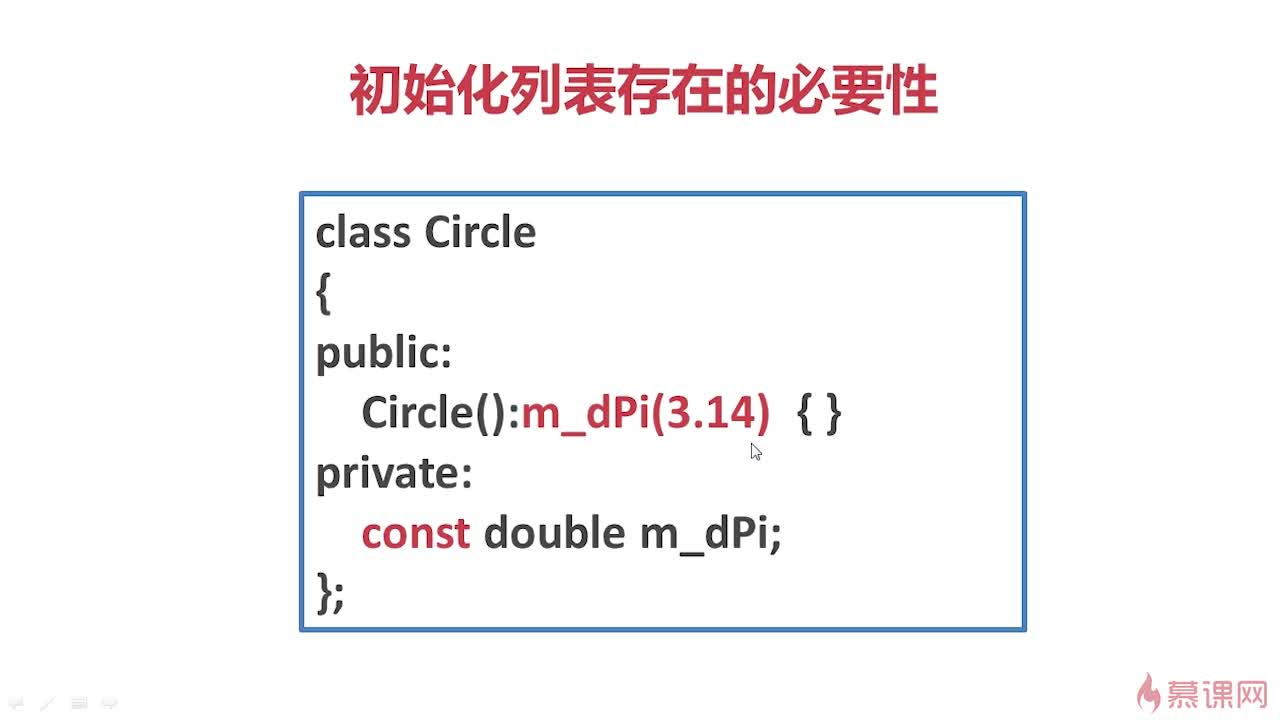 初始化列表存在的必要性
class Circle
{
public:
Circle():m_dPi(3.14) { }
private:
const double m_dPi;
};
慕课网